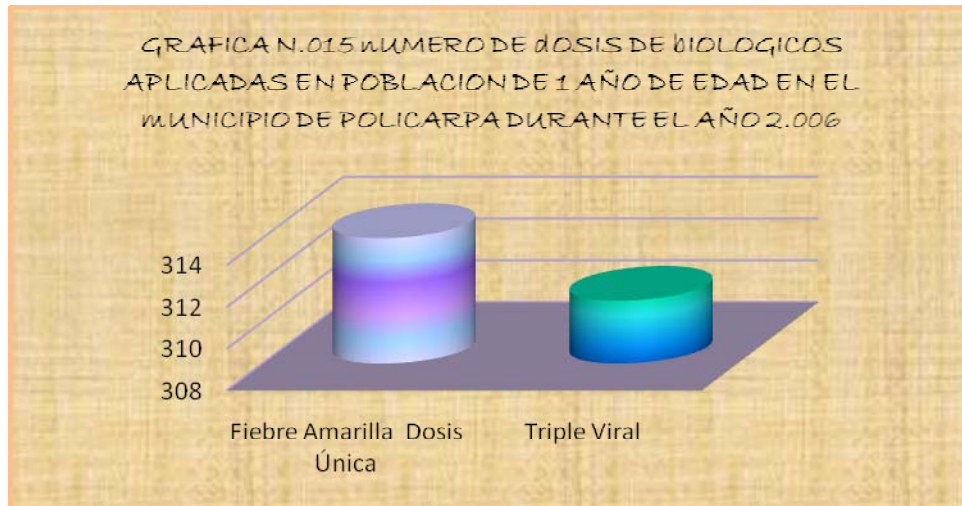 GRAFICA N.015 nUMERO DE dOSIS DE bIOLOGICOS
APLICADAS EN POBLACION DE 1 AÑO DE EDAD EN EL
mUNICIPIO DE POLICARPA DURANTE EL AÑO 2.006
314
312
310
308
Fiebre Amarilla Dosis
Única
Triple Viral